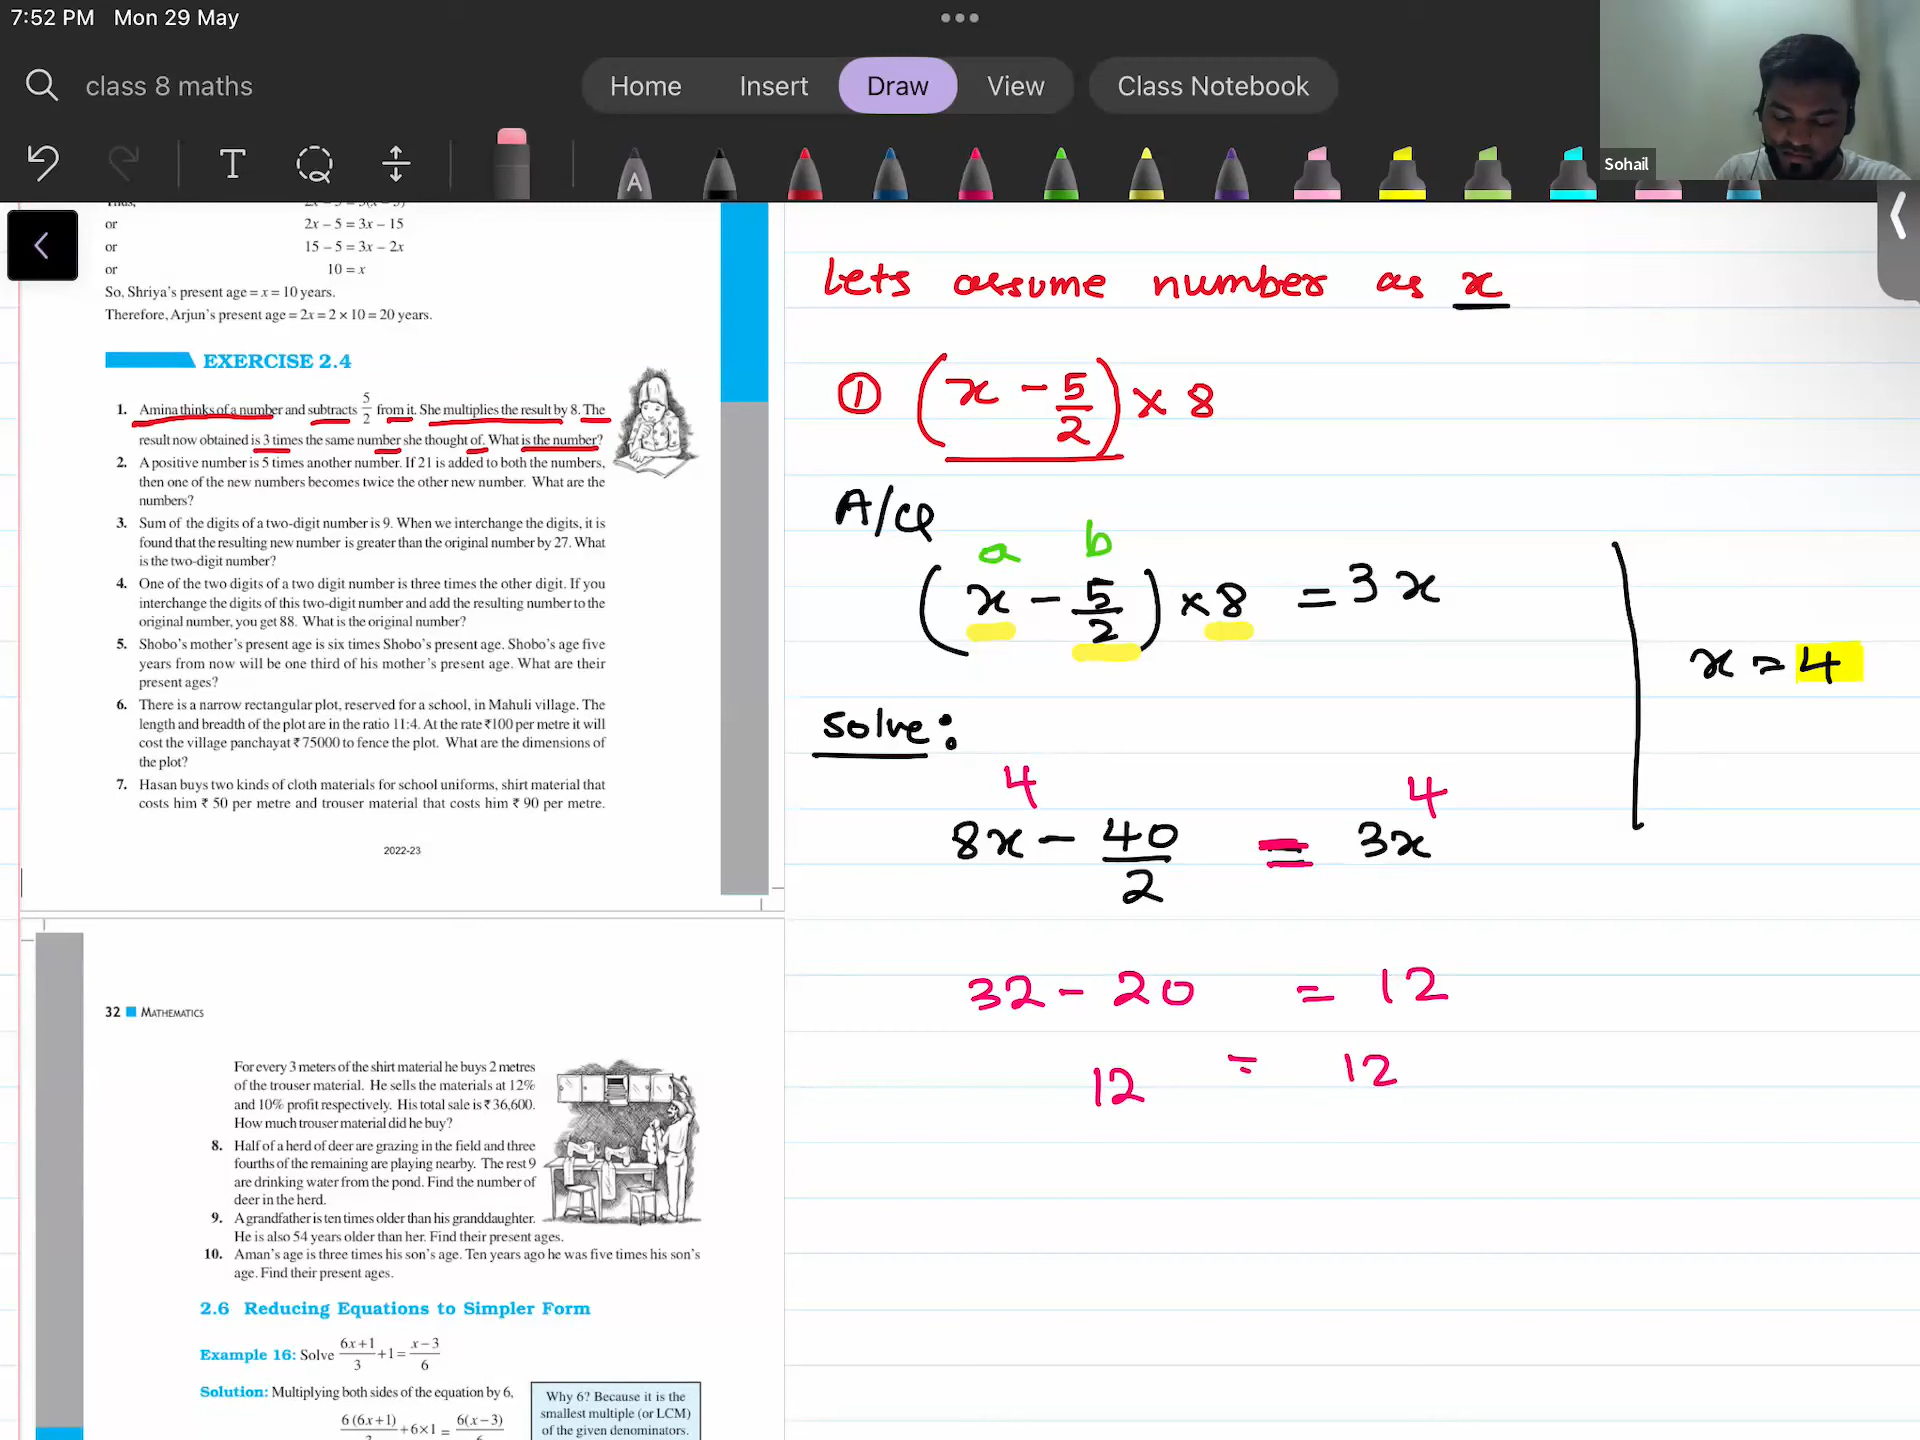 7:52 PM Mon 29 May
class 8 maths
Home Insert Draw View Class Notebook
T A
Sohail
or 2x – 5 = 3x – 15
or 15 – 5 = 3x – 2x
or 10 = x
So, Shriya's present age = x = 10 years.
Therefore, Arjun's present age = 2x = 2 × 10 = 20 years.
EXERCISE 2.4
1. Amina thinks of a number and subtracts 5/2 from it. She multiplies the result by 8. The
result now obtained is 3 times the same number she thought of. What is the number?
2. A positive number is 5 times another number. If 21 is added to both the numbers,
then one of the new numbers becomes twice the other new number. What are the
numbers?
3. Sum of the digits of a two-digit number is 9. When we interchange the digits, it is
found that the resulting new number is greater than the original number by 27. What
is the two-digit number?
4. One of the two digits of a two digit number is three times the other digit. If you
interchange the digits of this two-digit number and add the resulting number to the
original number, you get 88. What is the original number?
5. Shobo's mother's present age is six times Shobo's present age. Shobo's age five
years from now will be one third of his mother's present age. What are their
present ages?
6. There is a narrow rectangular plot, reserved for a school, in Mahuli village. The
length and breadth of the plot are in the ratio 11:4. At the rate ₹100 per metre it will
cost the village panchayat ₹75000 to fence the plot. What are the dimensions of
the plot?
7. Hasan buys two kinds of cloth materials for school uniforms, shirt material that
costs him ₹ 50 per metre and trouser material that costs him ₹ 90 per metre.
2022-23
32 MATHEMATICS
For every 3 meters of the shirt material he buys 2 metres
of the trouser material. He sells the materials at 12%
and 10% profit respectively. His total sale is ₹ 36,600.
How much trouser material did he buy?
8. Half of a herd of deer are grazing in the field and three
fourths of the remaining are playing nearby. The rest 9
are drinking water from the pond. Find the number of
deer in the herd.
9. A grandfather is ten times older than his granddaughter.
He is also 54 years older than her. Find their present ages.
10. Aman's age is three times his son's age. Ten years ago he was five times his son's
age. Find their present ages.
2.6 Reducing Equations to Simpler Form
Example 16: Solve (6x+1)/3 + 1 = (x–3)/6
Solution: Multiplying both sides of the equation by 6,
6(6x+1) + 6×1 = 6(x–3)
Why 6? Because it is the
smallest multiple (or LCM)
of the given denominators.
Lets assume number as x
① (x – 5/2) × 8
A/CQ
a b
(x – 5/2) × 8 = 3x
x = 4
Solve:
4 4
8x – 40/2 = 3x
32 – 20 = 12
12 = 12